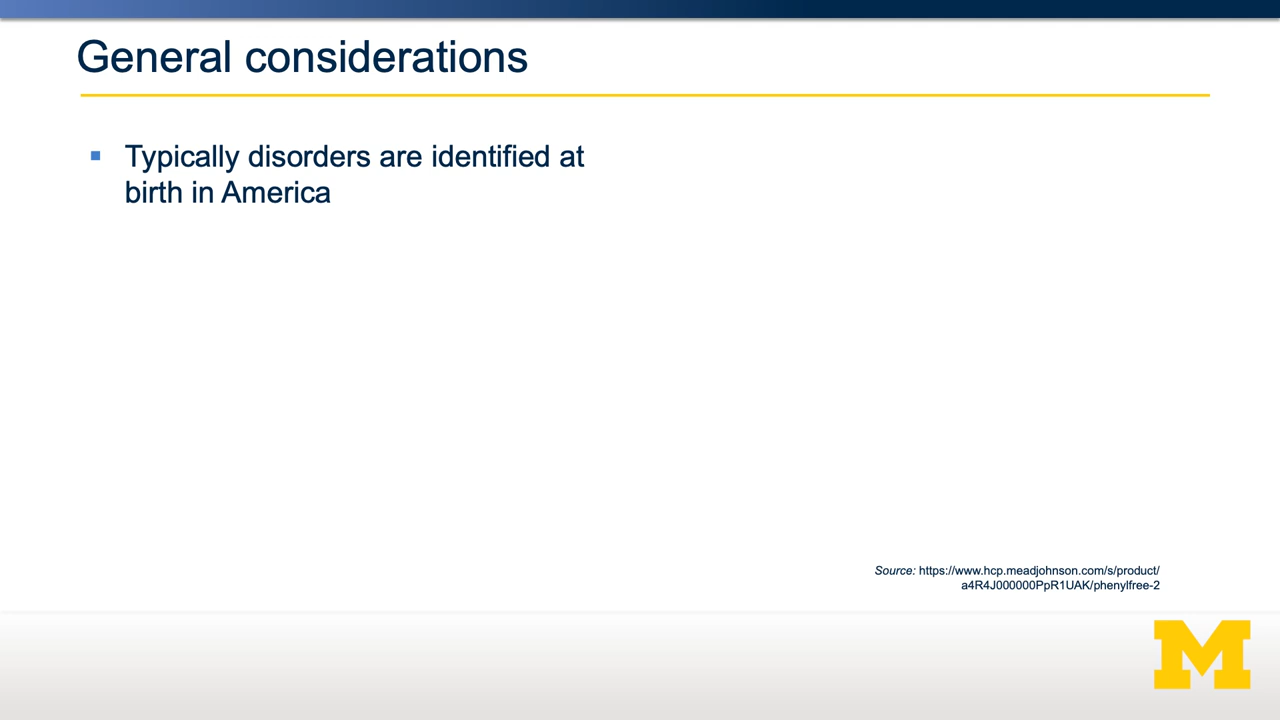 General considerations
Typically disorders are identified at
birth in America
Source: https://www.hcp.meadjohnson.com/s/product/
a4R4J000000PpR1UAK/phenylfree-2
M